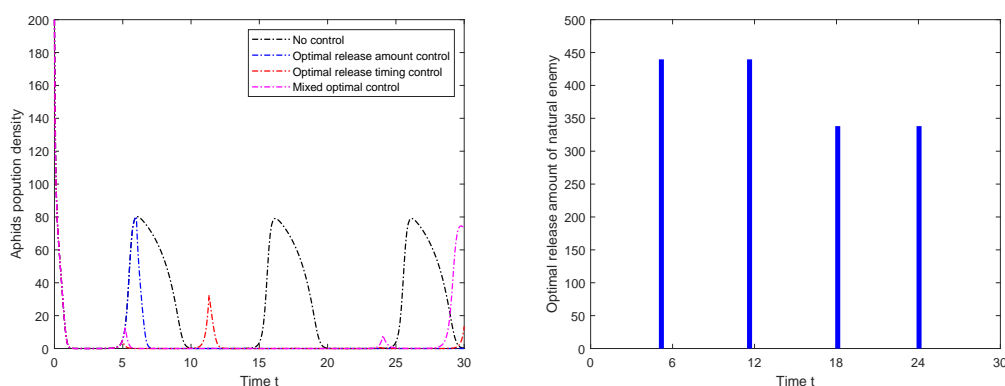 200
180
160
140
120
100
80
60
40
20
0
0 5 10 15 20 25 30
Time t
Aphids popution density
No control
Optimal release amount control
Optimal release timing control
Mixed optimal control
500
450
400
350
300
250
200
150
100
50
0
0 6 12 18 24 30
Time t
Optimal release amount of natural enemy